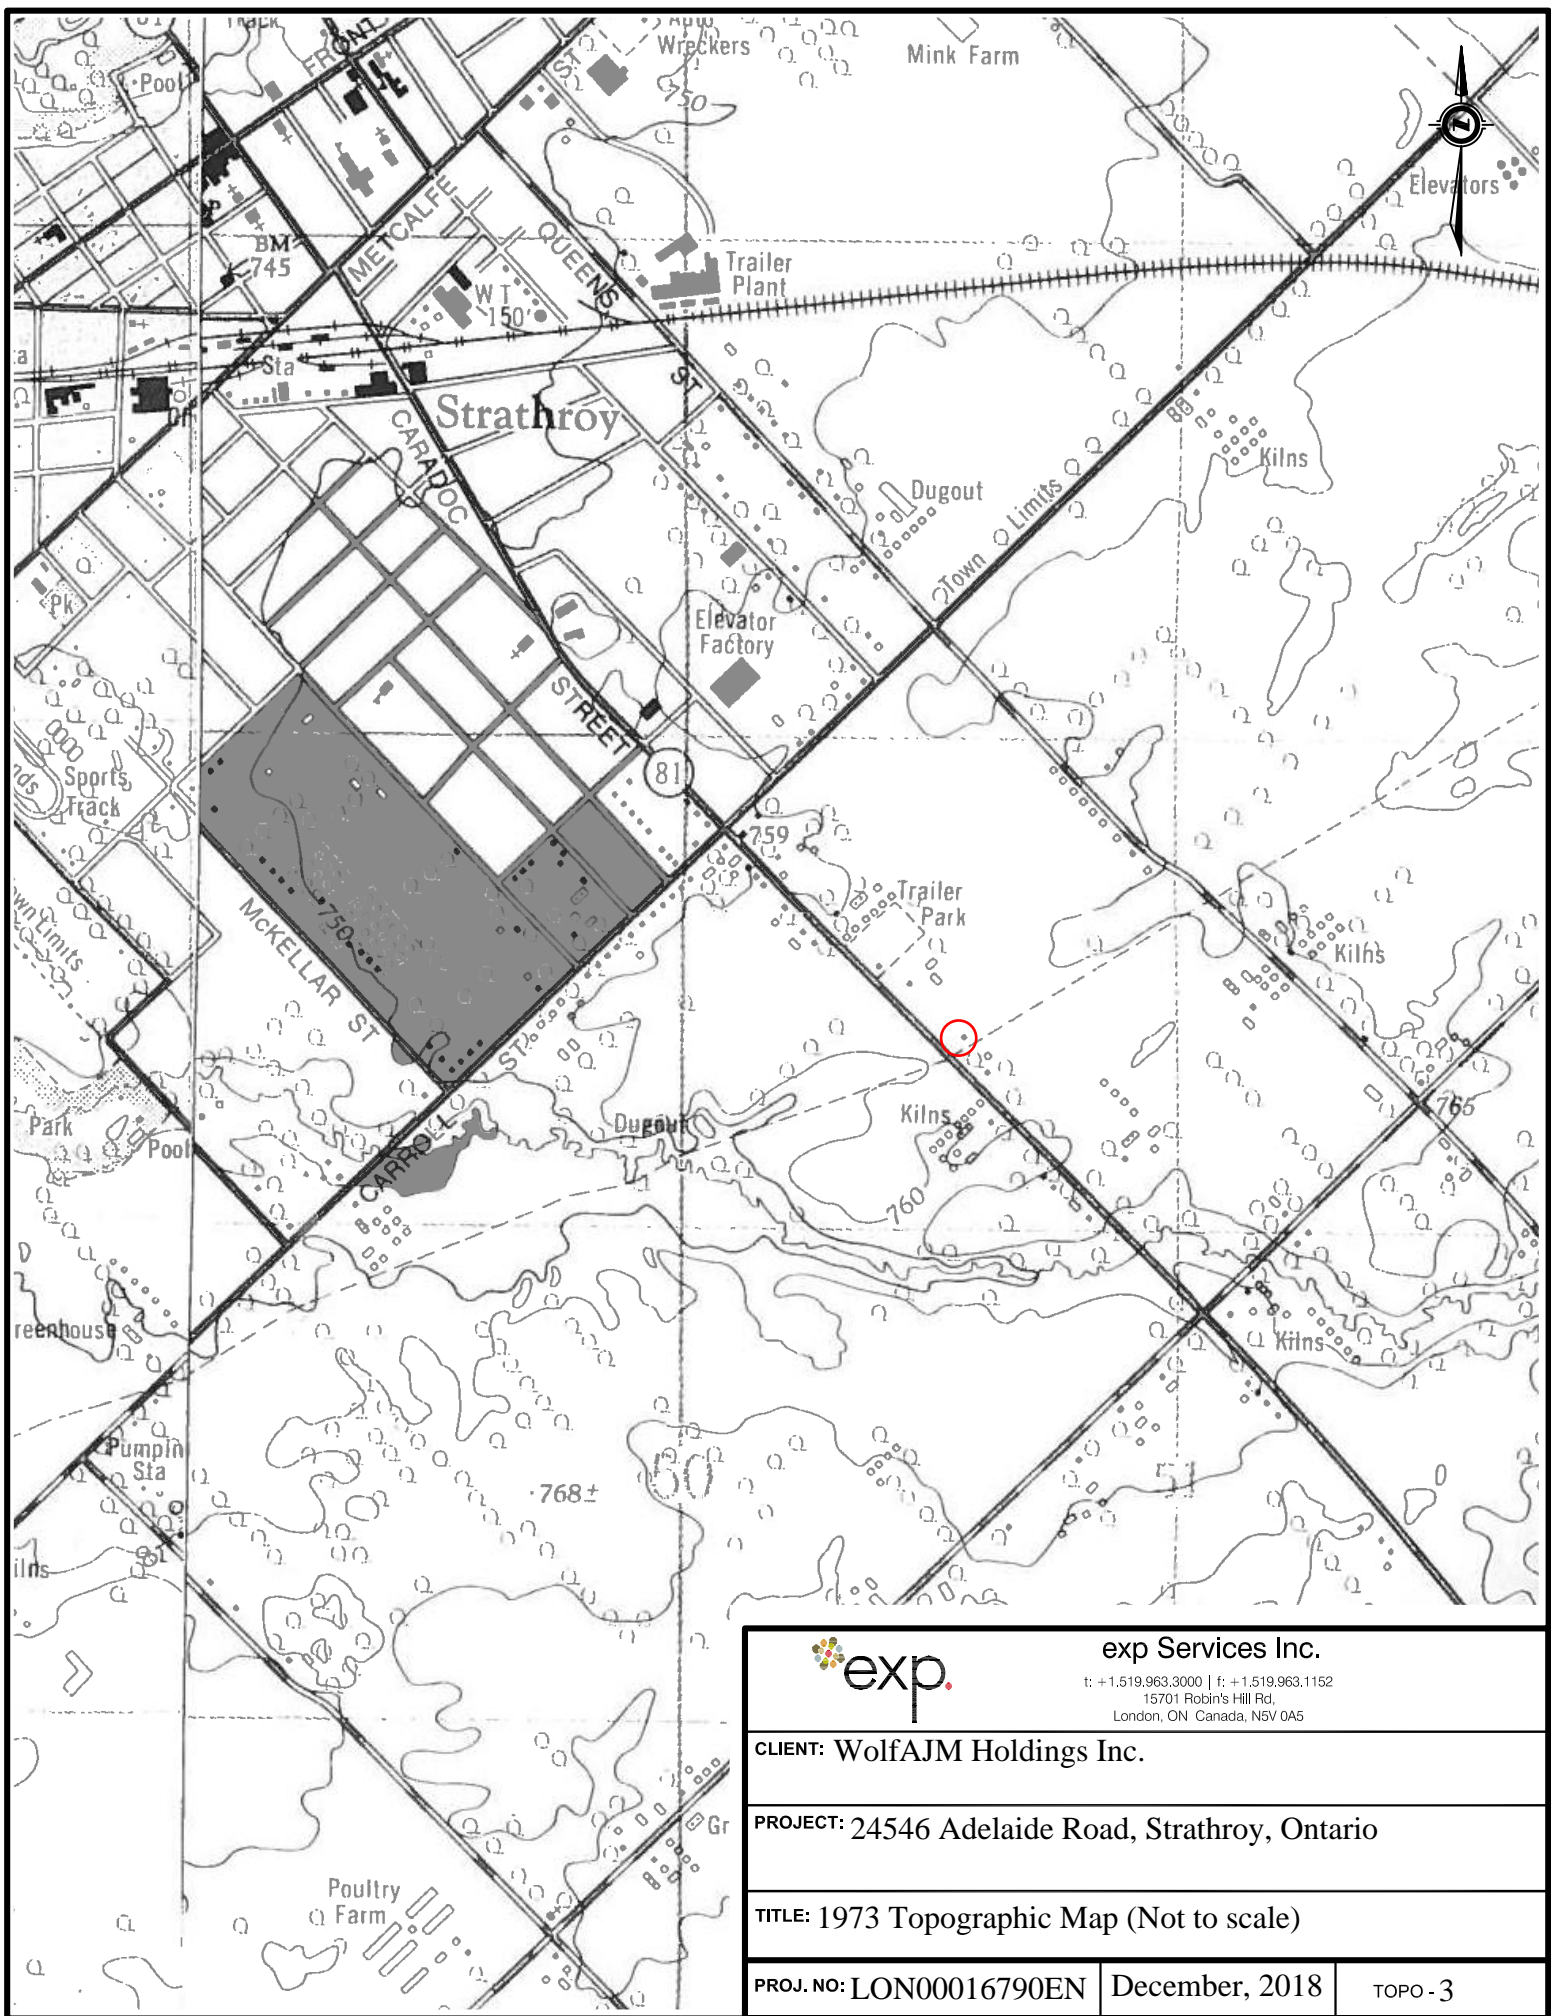 Track
FRONT
ST
Auto
Wreckers
Mink Farm
Pool
750
Elevators
BM
745
METCALFE
QUEENS
ST
Trailer
Plant
W T
150'
Sta
Strathroy
CARADOC
STREET
Kilns
Dugout
Town Limits
Pk
Elevator
Factory
81
Sports
Track
759
Trailer
Park
750
McKELLAR ST
Kilns
Park
Pool
CARROLL ST
Dugout
Kilns
765
760
D
reenhouse
Kilns
Pumpin
Sta
768±
ilns
Gr
Poultry
Farm
exp.
exp Services Inc.
t: +1.519.963.3000 | f: +1.519.963.1152
15701 Robin's Hill Rd,
London, ON Canada, N5V 0A5
CLIENT: WolfAJM Holdings Inc.
PROJECT: 24546 Adelaide Road, Strathroy, Ontario
TITLE: 1973 Topographic Map (Not to scale)
PROJ. NO: LON00016790EN
December, 2018
TOPO - 3